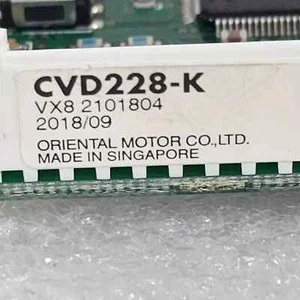 CVD228-K
VX8 2101804
2018/09
ORIENTAL MOTOR CO.,LTD.
MADE IN SINGAPORE